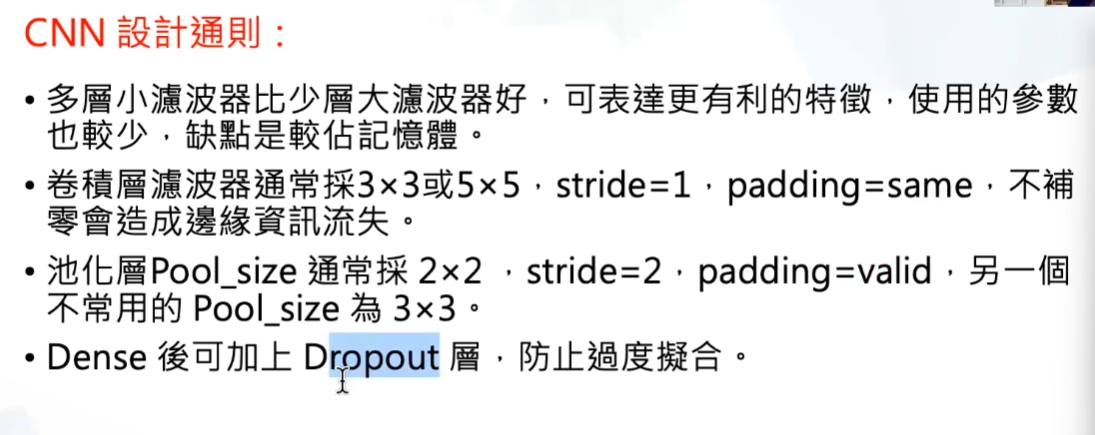 CNN 設計通則：
• 多層小濾波器比少層大濾波器好，可表達更有利的特徵，使用的參數
也較少，缺點是較佔記憶體。
• 卷積層濾波器通常採3×3或5×5，stride=1，padding=same，不補
零會造成邊緣資訊流失。
• 池化層Pool_size 通常採 2×2 ，stride=2，padding=valid，另一個
不常用的 Pool_size 為 3×3。
• Dense 後可加上 Dropout 層，防止過度擬合。